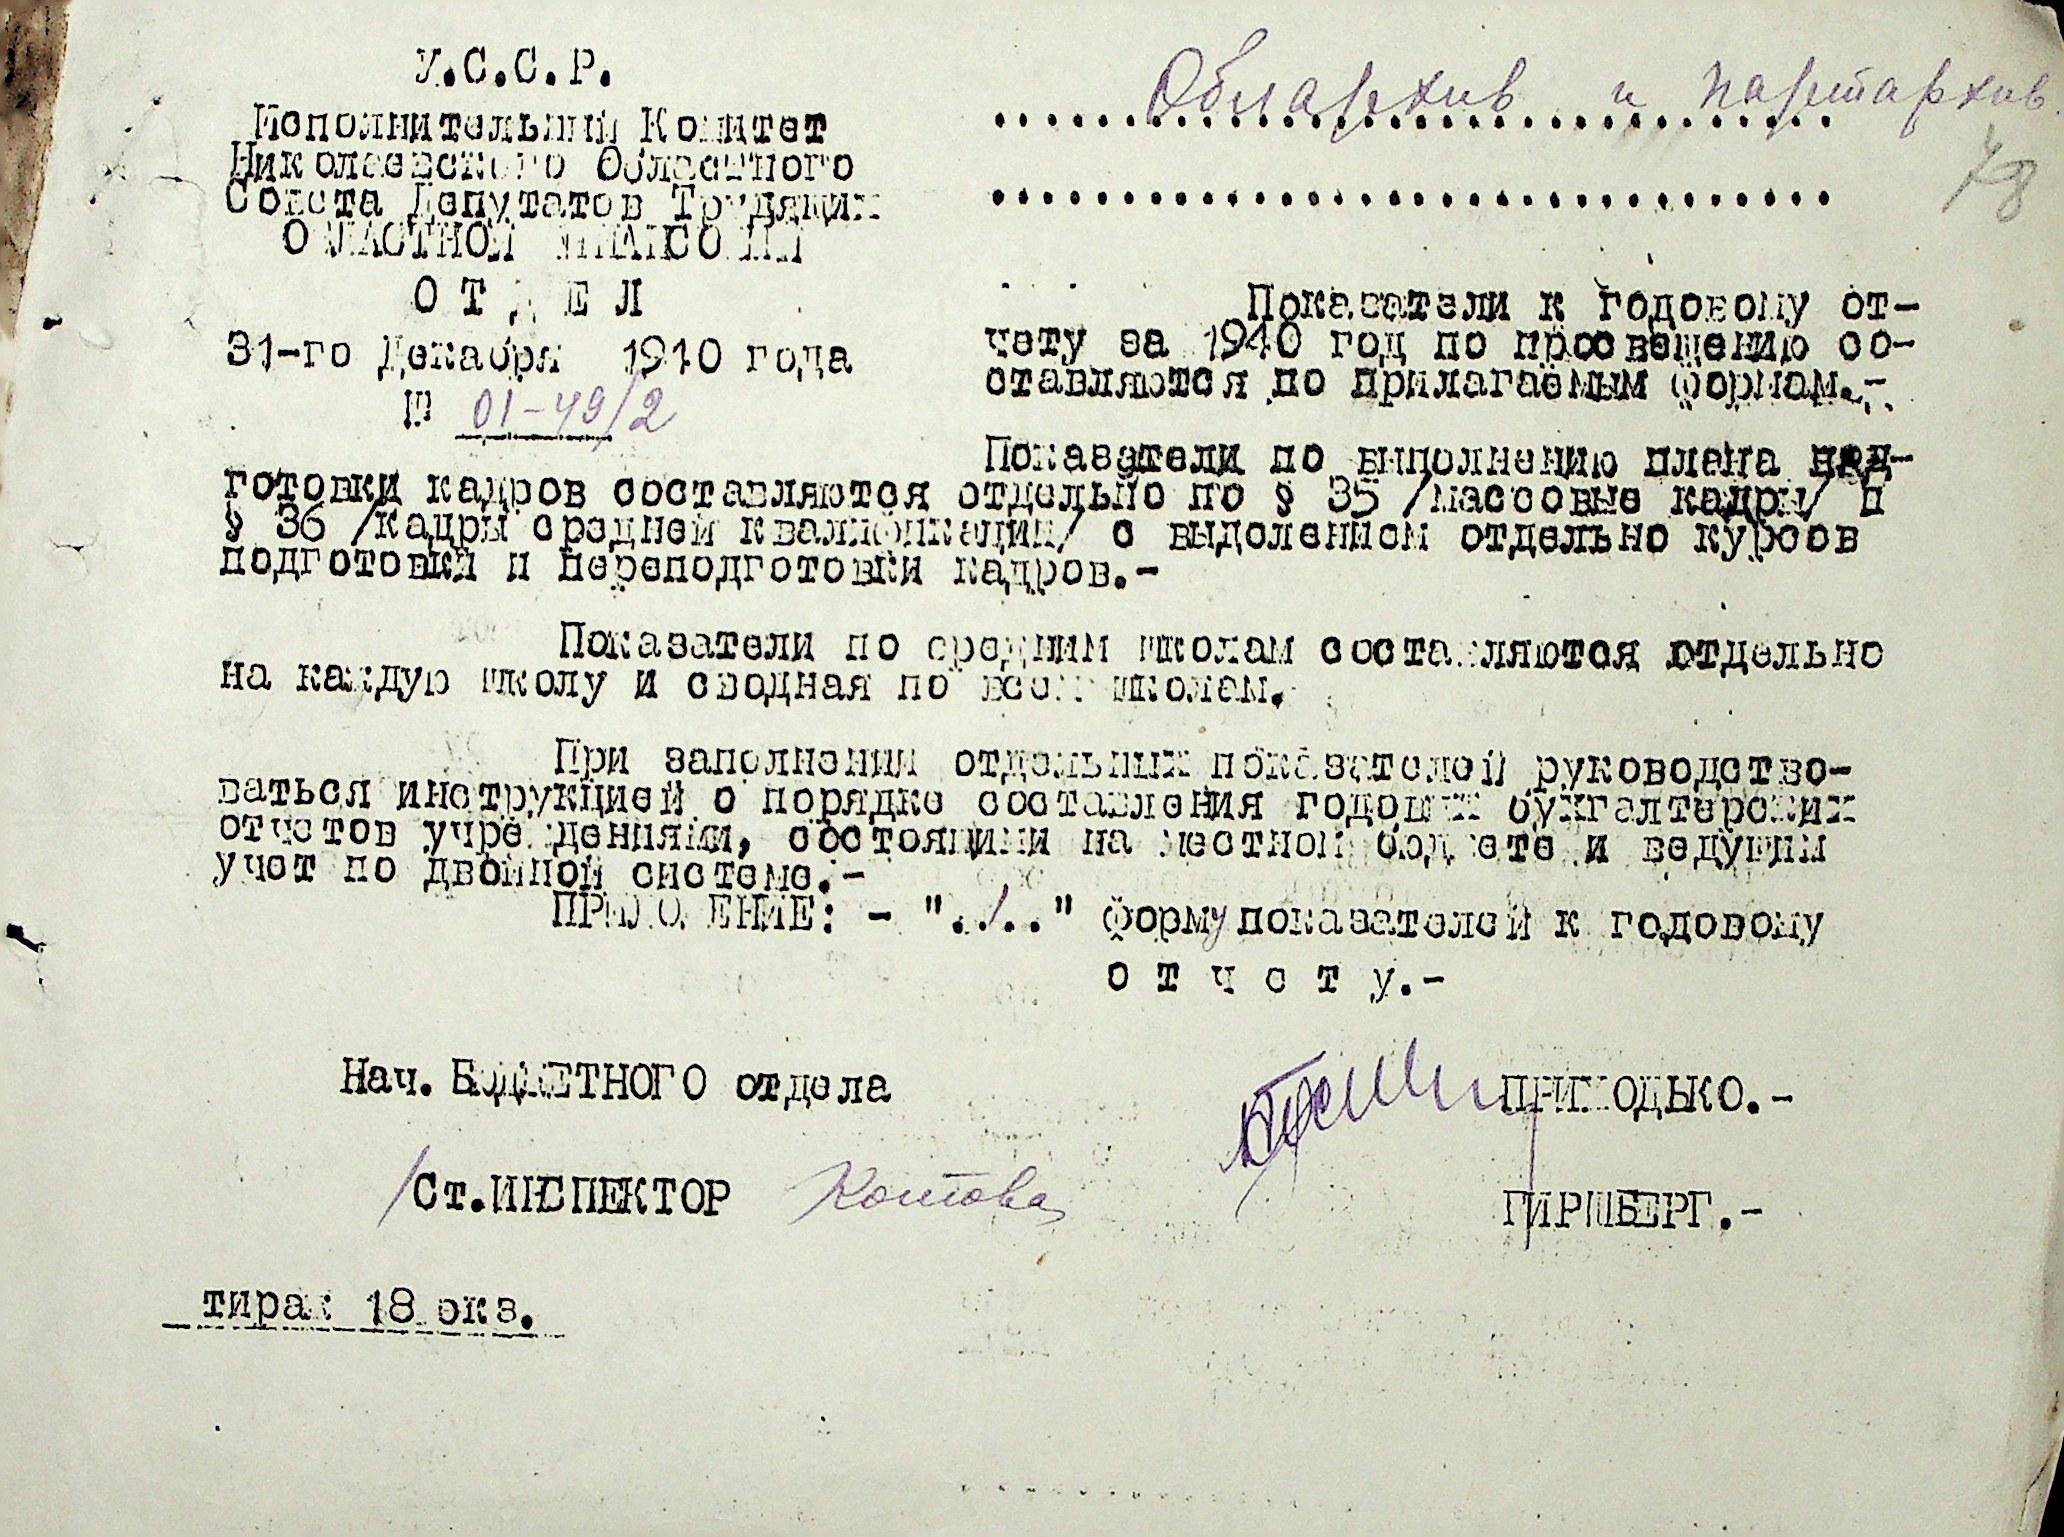 У.С.С.Р.
Исполнительный Комитет
Николаевского Областного
Совета Депутатов Трудящих
ОБЛАСТНОЙ ФИНАНСОВЫЙ
О Т Д Е Л
31-го Декабря 1940 года
№ 01-49/2
Облархив и партархив
78
Показатели к годовому от-
чету за 1940 год по просвещению со-
ставляются по прилагаемым формам.-
Показатели по выполнению плана под-
готовки кадров составляются отдельно по § 35 /массовые кадры/ и
§ 36 /кадры средней квалификации/ с выделением отдельно курсов
подготовки и переподготовки кадров.-
Показатели по средним школам составляются отдельно
на каждую школу и сводная по всем школам.
При заполнении отдельных показателей руководство-
ваться инструкцией о порядке составления годовых бухгалтерских
отчетов учреждениями, состоящими на местном бюджете и ведущим
учет по двойной системе.-
ПРИЛОЖЕНИЕ: - "../.." форму показателей к годовому
о т ч е т у.-
Нач. БЮДЖЕТНОГО отдела ПРИХОДЬКО.-
/Ст.ИНСПЕКТОР Котова ГИРШБЕРГ.-
тираж 18 экз.